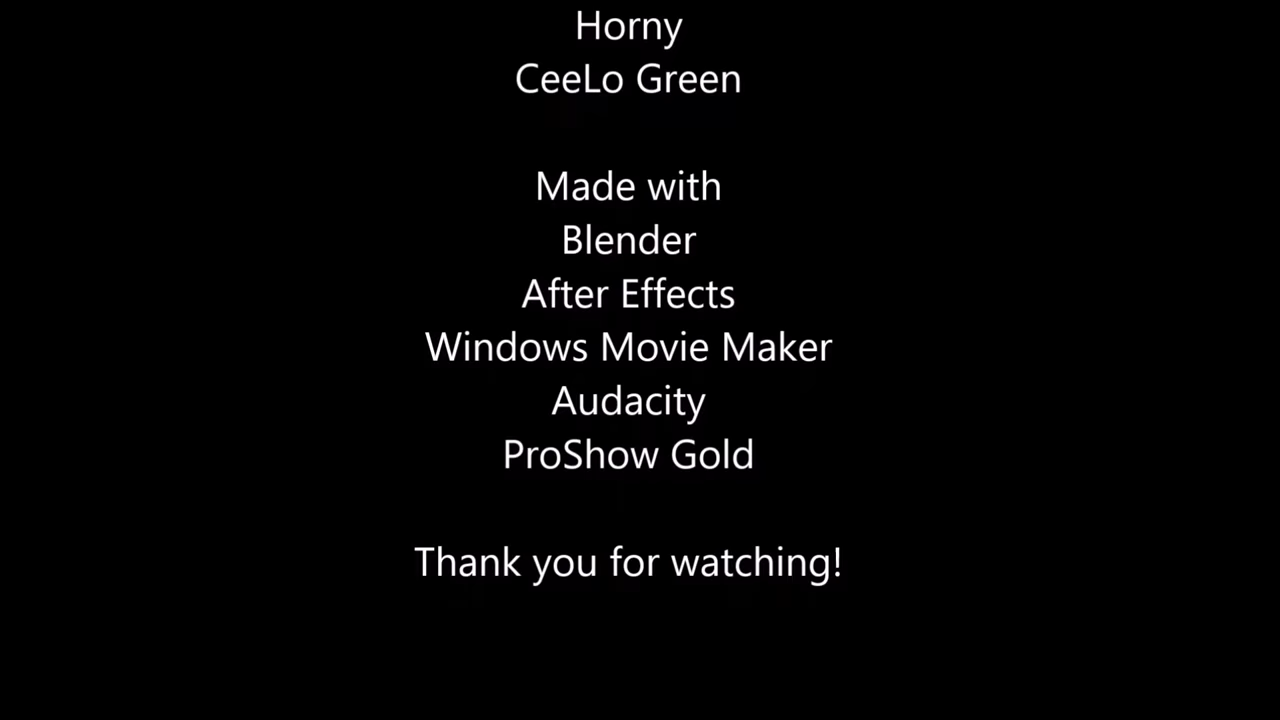 Horny
CeeLo Green
Made with
Blender
After Effects
Windows Movie Maker
Audacity
ProShow Gold
Thank you for watching!